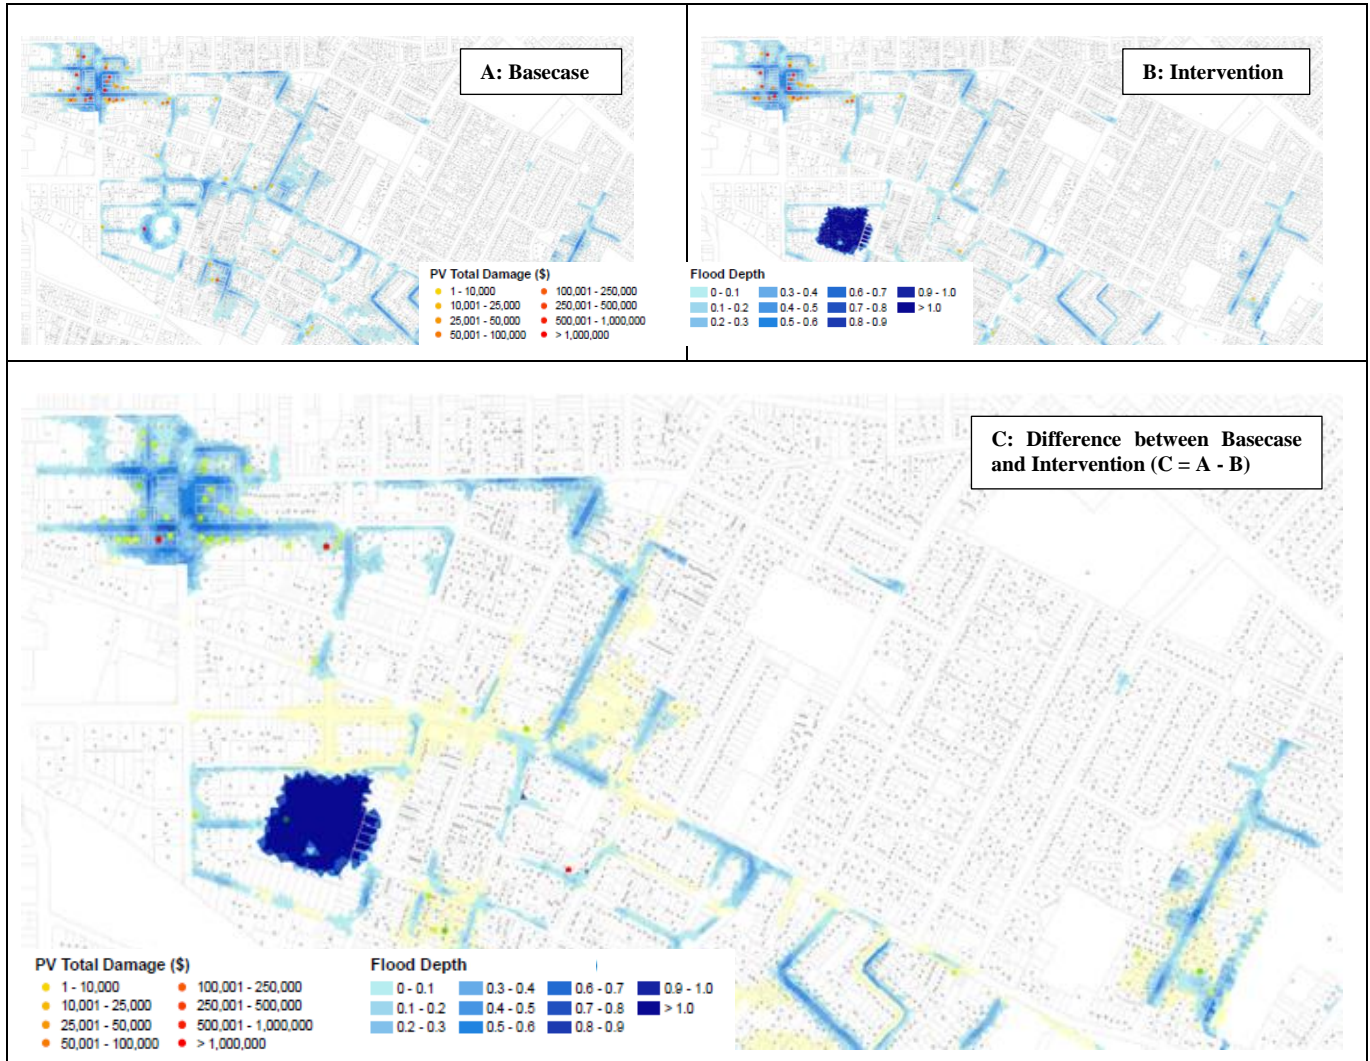 A: Basecase
B: Intervention
PV Total Damage ($)
1 - 10,000
100,001 - 250,000
10,001 - 25,000
250,001 - 500,000
25,001 - 50,000
500,001 - 1,000,000
50,001 - 100,000
> 1,000,000
Flood Depth
0 - 0.1
0.3 - 0.4
0.6 - 0.7
0.9 - 1.0
0.1 - 0.2
0.4 - 0.5
0.7 - 0.8
> 1.0
0.2 - 0.3
0.5 - 0.6
0.8 - 0.9
C: Difference between Basecase
and Intervention (C = A - B)
PV Total Damage ($)
1 - 10,000
100,001 - 250,000
10,001 - 25,000
250,001 - 500,000
25,001 - 50,000
500,001 - 1,000,000
50,001 - 100,000
> 1,000,000
Flood Depth
0 - 0.1
0.3 - 0.4
0.6 - 0.7
0.9 - 1.0
0.1 - 0.2
0.4 - 0.5
0.7 - 0.8
> 1.0
0.2 - 0.3
0.5 - 0.6
0.8 - 0.9